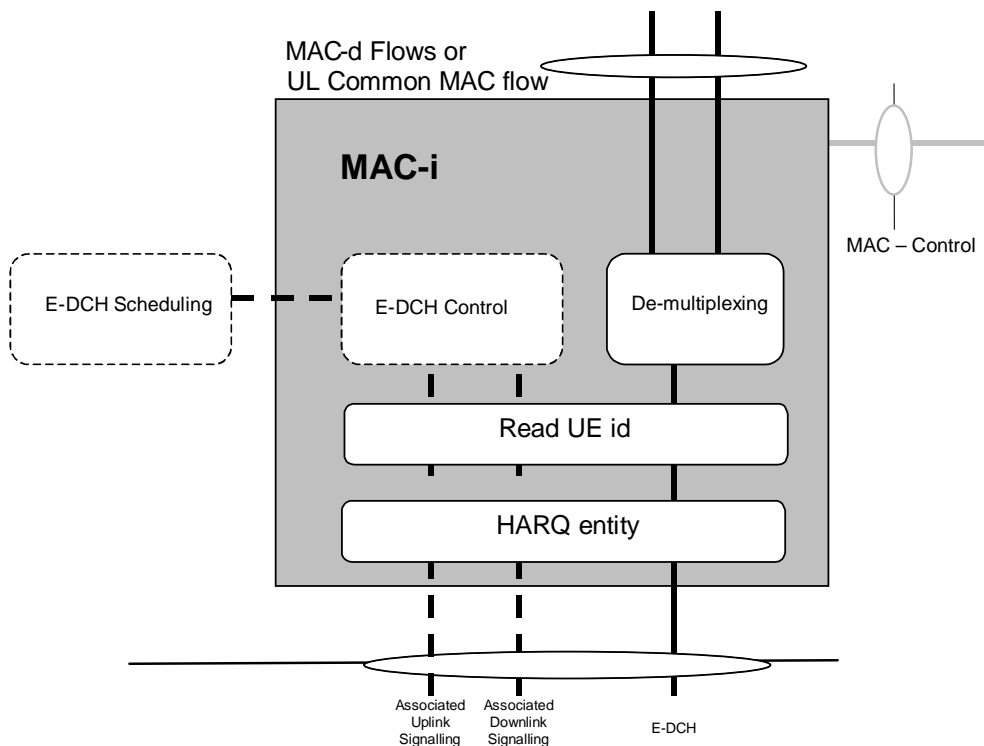 MAC-d Flows or
UL Common MAC flow
MAC-i
MAC – Control
E-DCH Scheduling
E-DCH Control
De-multiplexing
Read UE id
HARQ entity
Associated
Uplink
Signalling
Associated
Downlink
Signalling
E-DCH